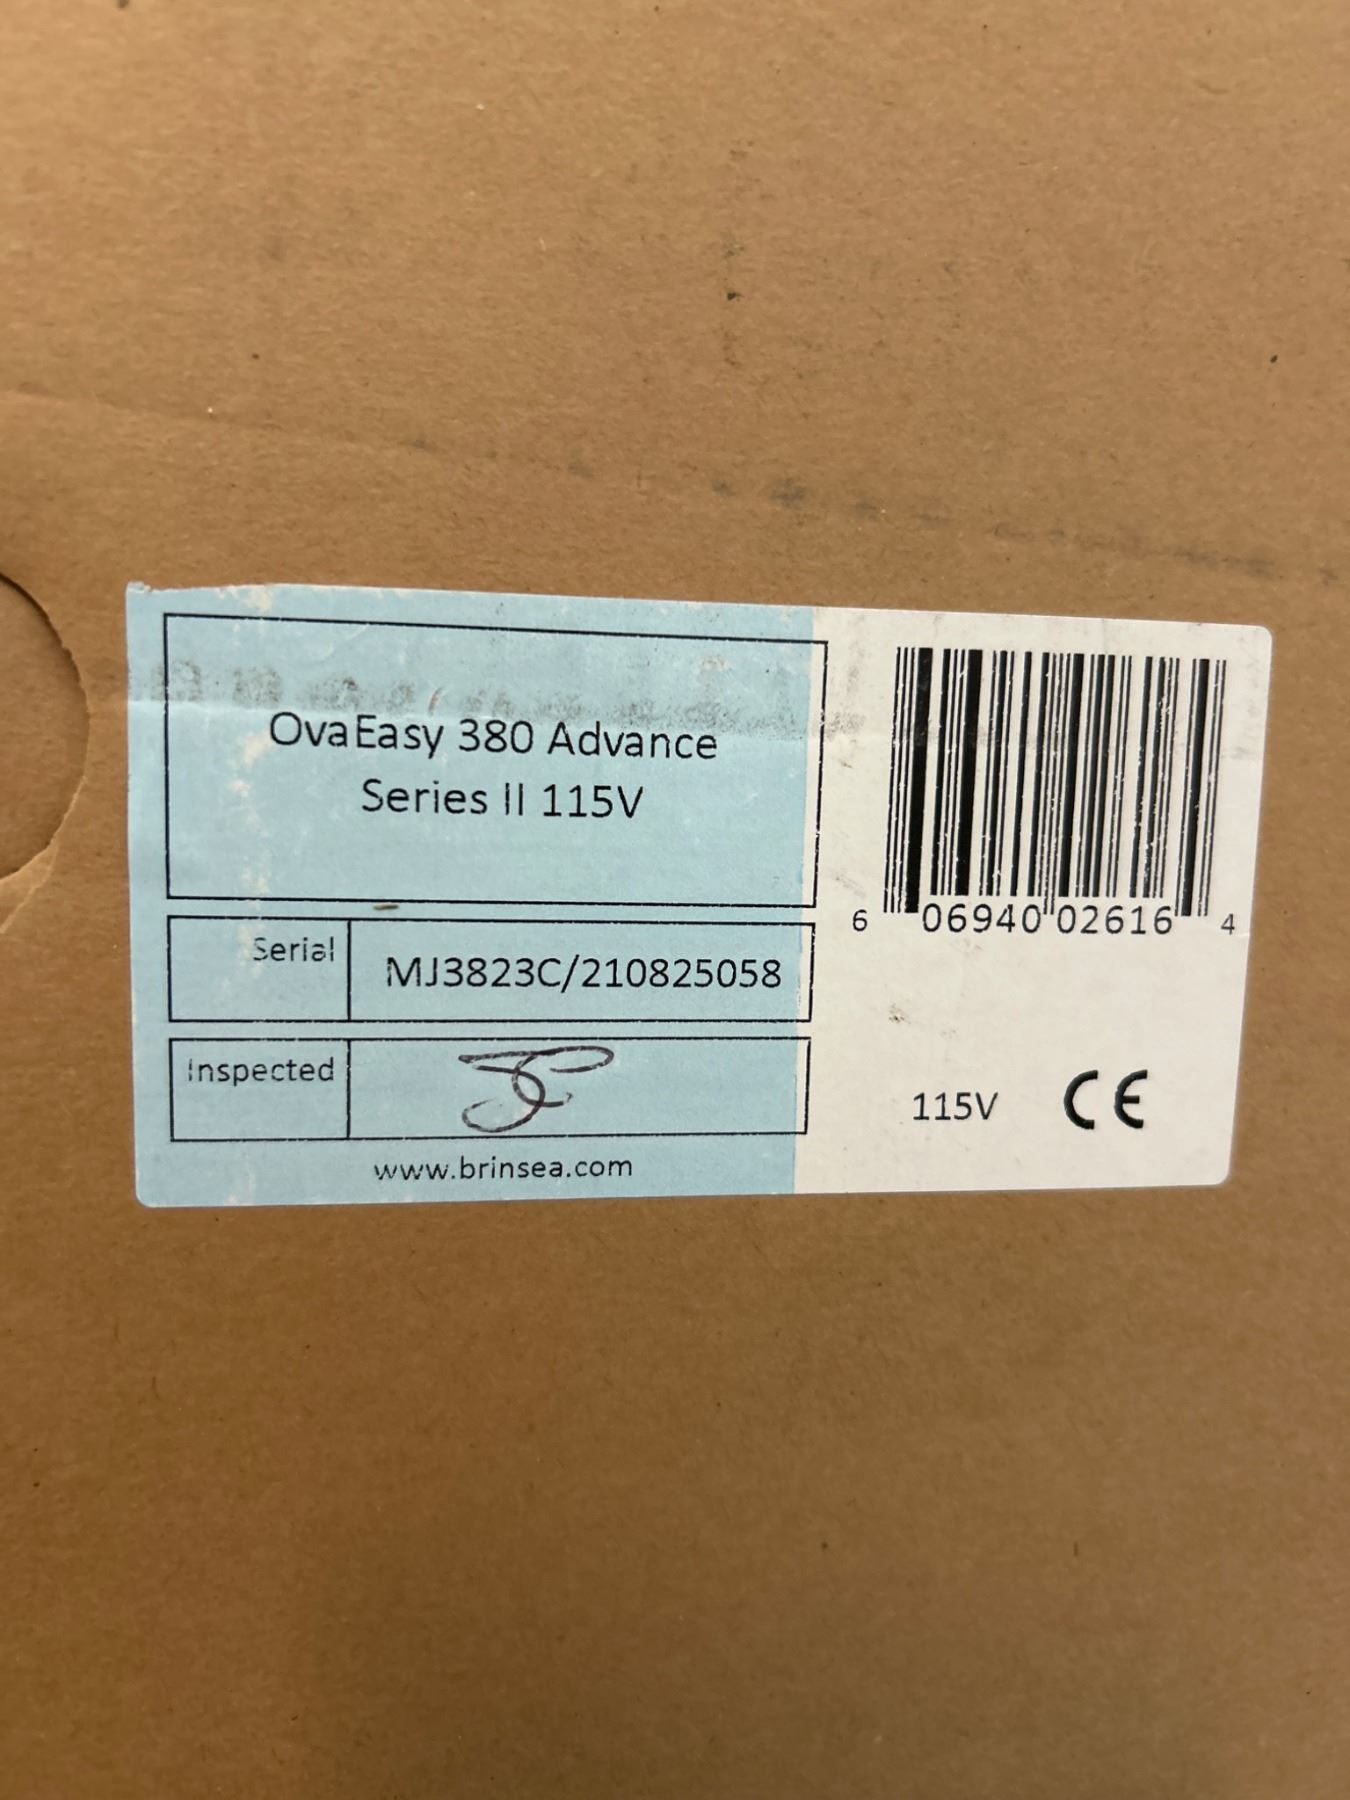 OvaEasy 380 Advance
Series II 115V
Serial
MJ3823C/210825058
Inspected
www.brinsea.com
6 06940 02616 4
115V CE